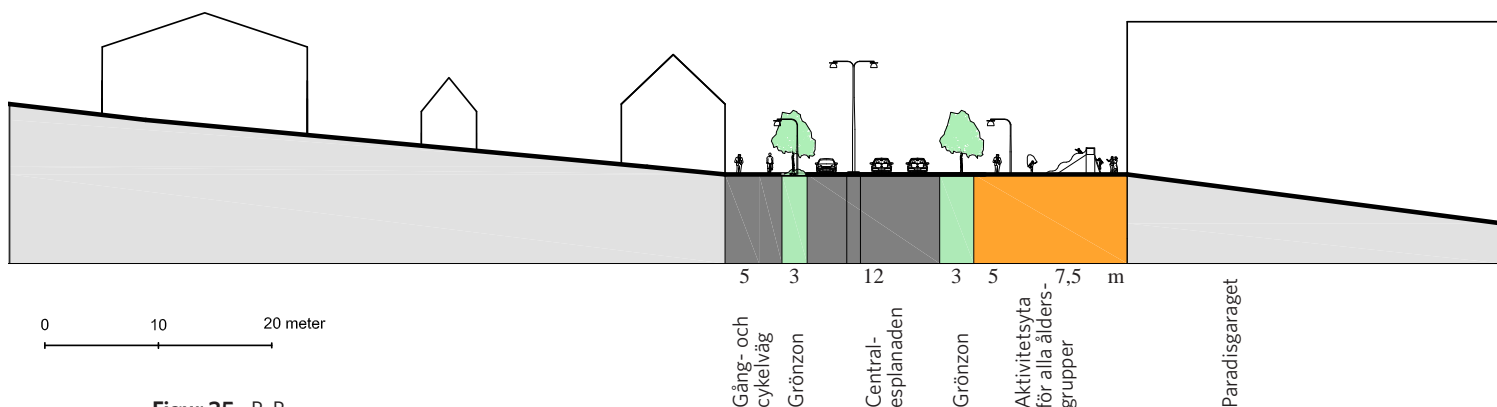 5 3 12 3 5 7,5 m
0 10 20 meter
Gång- och
cykelväg
Grönzon
Central-
esplanaden
Grönzon
Aktivitetsyta
för alla ålders-
grupper
Paradisgaraget